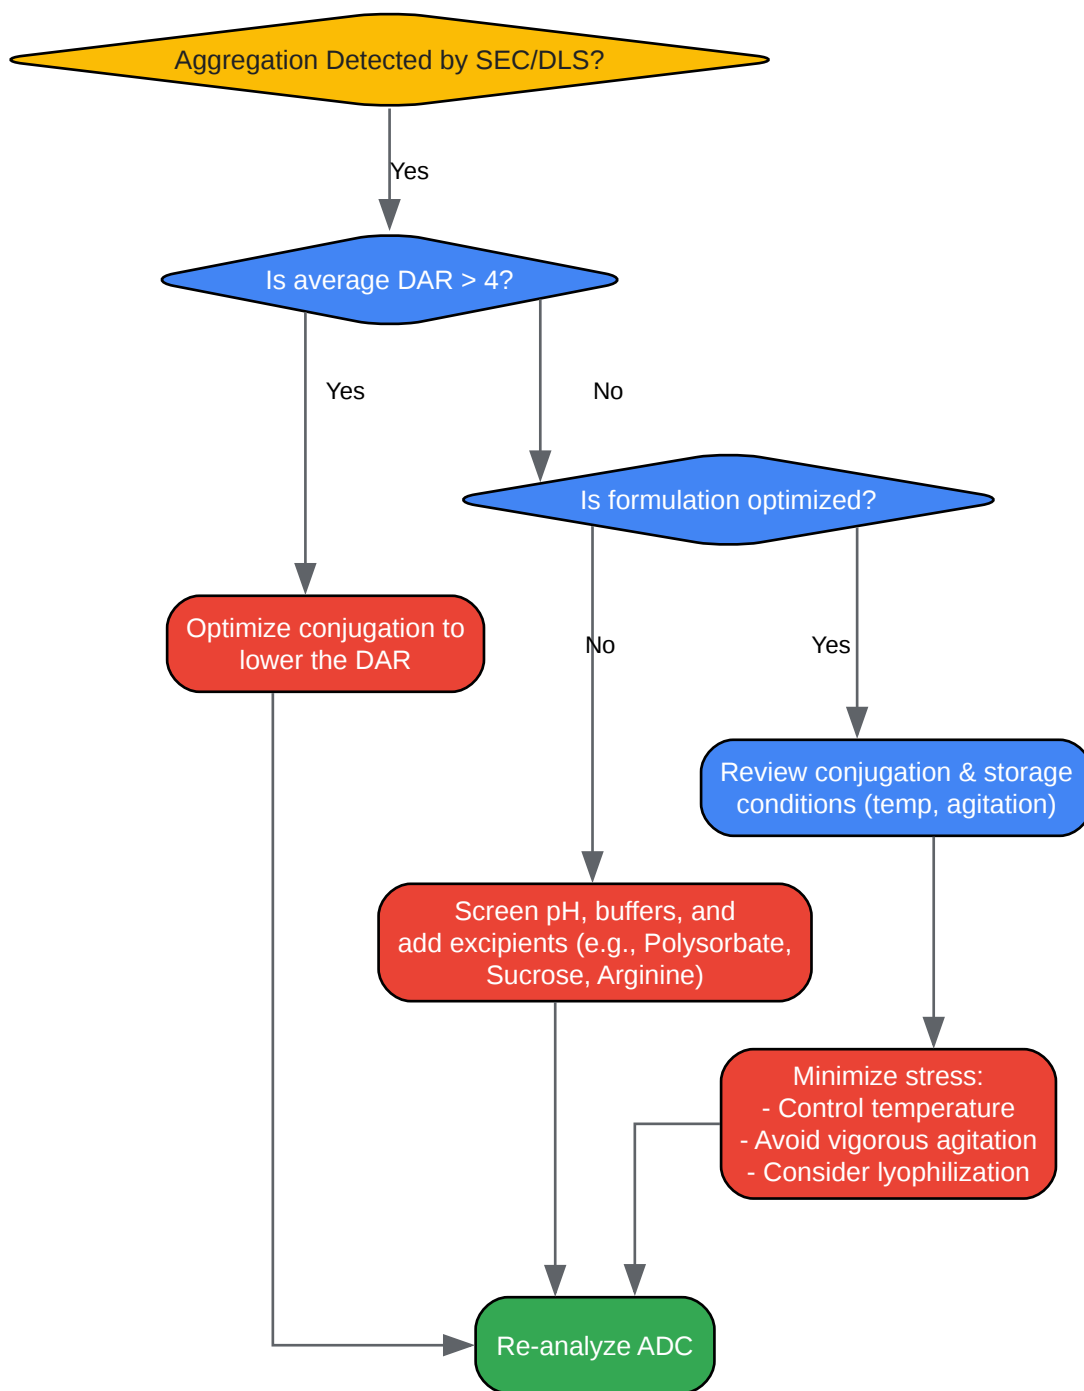 Aggregation Detected by SEC/DLS?
Yes
Is average DAR > 4?
Yes
No
Is formulation optimized?
Optimize conjugation to
lower the DAR
No
Yes
Review conjugation & storage
conditions (temp, agitation)
Screen pH, buffers, and
add excipients (e.g., Polysorbate,
Sucrose, Arginine)
Minimize stress:
- Control temperature
- Avoid vigorous agitation
- Consider lyophilization
Re-analyze ADC